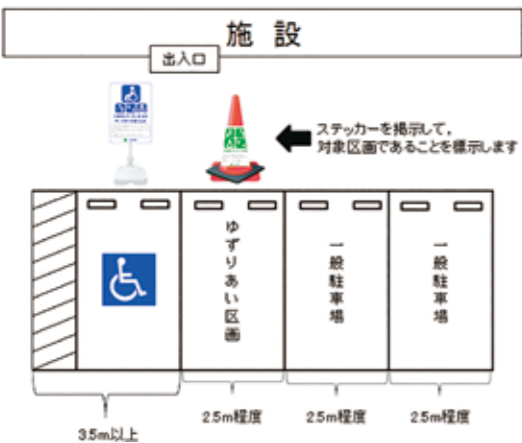 施設
出入口
ステッカーを掲示して,
対象区画であることを標示します
ゆずりあい区画
一般駐車場
一般駐車場
3.5m以上
2.5m程度
2.5m程度
2.5m程度